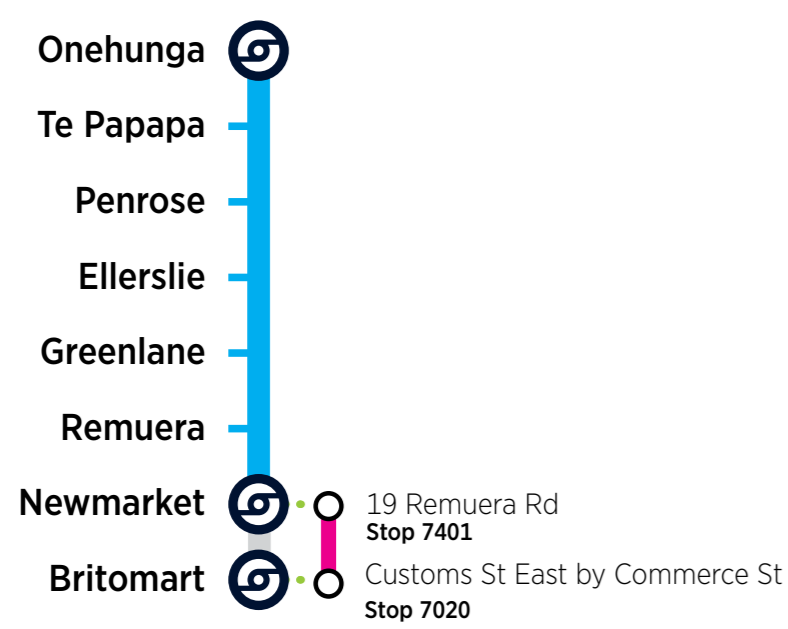 Onehunga
Te Papapa
Penrose
Ellerslie
Greenlane
Remuera
Newmarket
19 Remuera Rd
Stop 7401
Britomart
Customs St East by Commerce St
Stop 7020